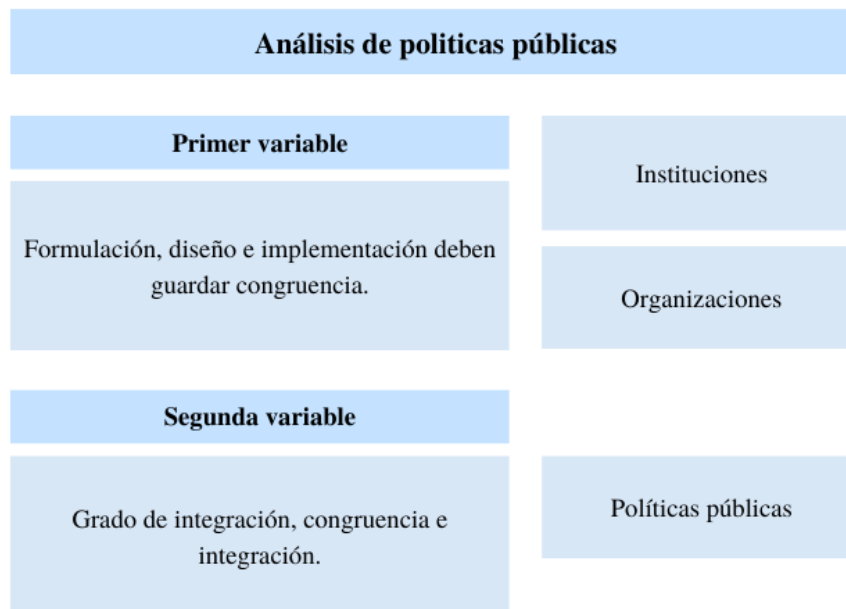 Análisis de politicas públicas
Primer variable
Formulación, diseño e implementación deben
guardar congruencia.
Instituciones
Organizaciones
Segunda variable
Grado de integración, congruencia e
integración.
Políticas públicas